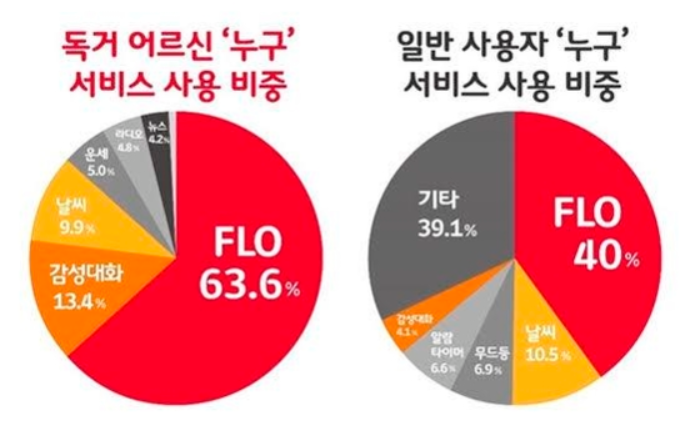 독거 어르신 ‘누구’
서비스 사용 비중
뉴스
4.2%
라디오
4.8%
운세
5.0%
날씨
9.9%
감성대화
13.4%
FLO
63.6%
일반 사용자 ‘누구’
서비스 사용 비중
기타
39.1%
FLO
40%
감성대화
4.1%
알람
타이머
6.6%
무드등
6.9%
날씨
10.5%